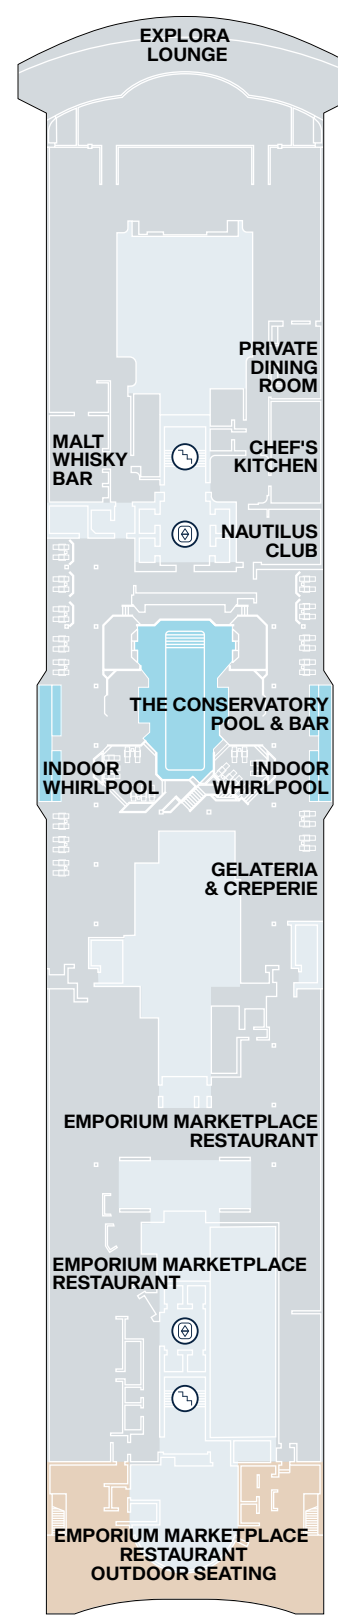 EXPLORA
LOUNGE
PRIVATE
DINING
ROOM
MALT
WHISKY
BAR
CHEF'S
KITCHEN
NAUTILUS
CLUB
THE CONSERVATORY
POOL & BAR
INDOOR
WHIRLPOOL
INDOOR
WHIRLPOOL
GELATERIA
& CREPERIE
EMPORIUM MARKETPLACE
RESTAURANT
EMPORIUM MARKETPLACE
RESTAURANT
EMPORIUM MARKETPLACE
RESTAURANT
OUTDOOR SEATING